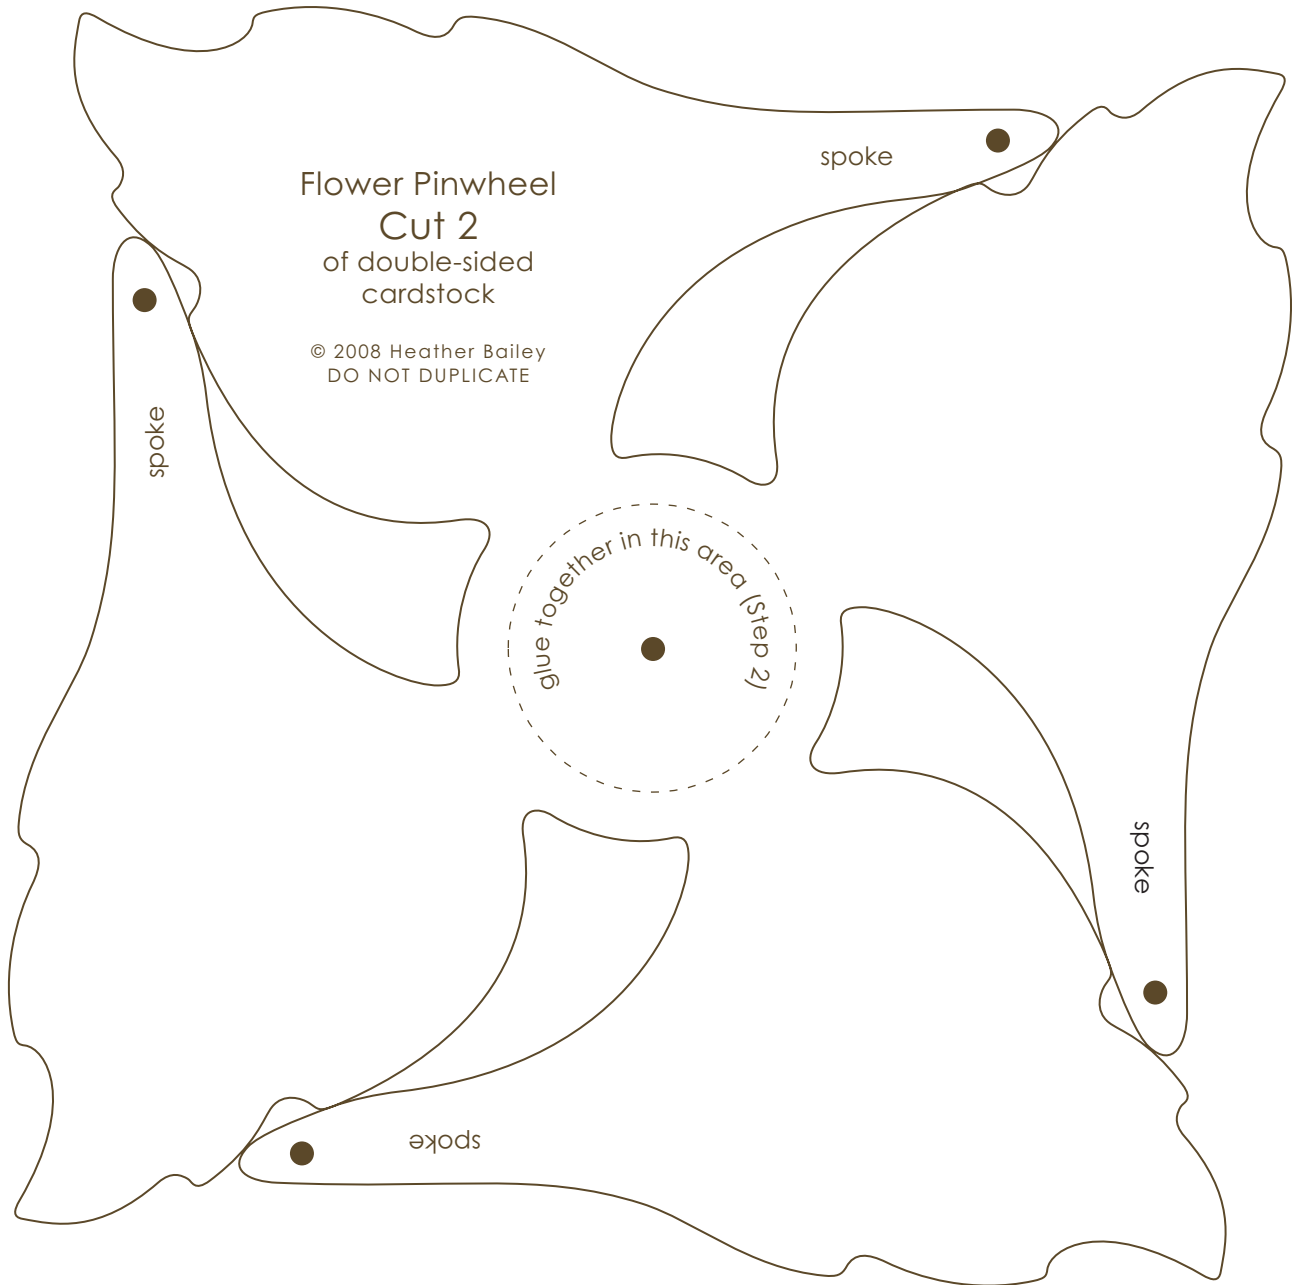 spoke
Flower Pinwheel
Cut 2
of double-sided
cardstock
© 2008 Heather Bailey
DO NOT DUPLICATE
spoke
glue together in this area (Step 2)
spoke
spoke